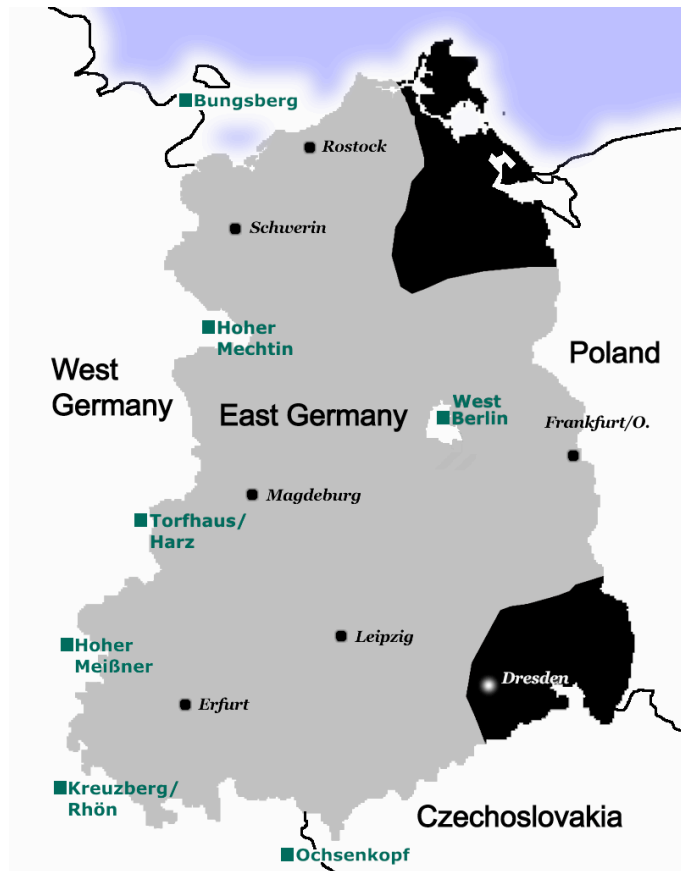 Bungsberg
Rostock
Schwerin
Hoher
Mechtin
West
Germany
East Germany
West
Berlin
Poland
Frankfurt/O.
Magdeburg
Torfhaus/
Harz
Hoher
Meißner
Leipzig
Dresden
Erfurt
Kreuzberg/
Rhön
Czechoslovakia
Ochsenkopf